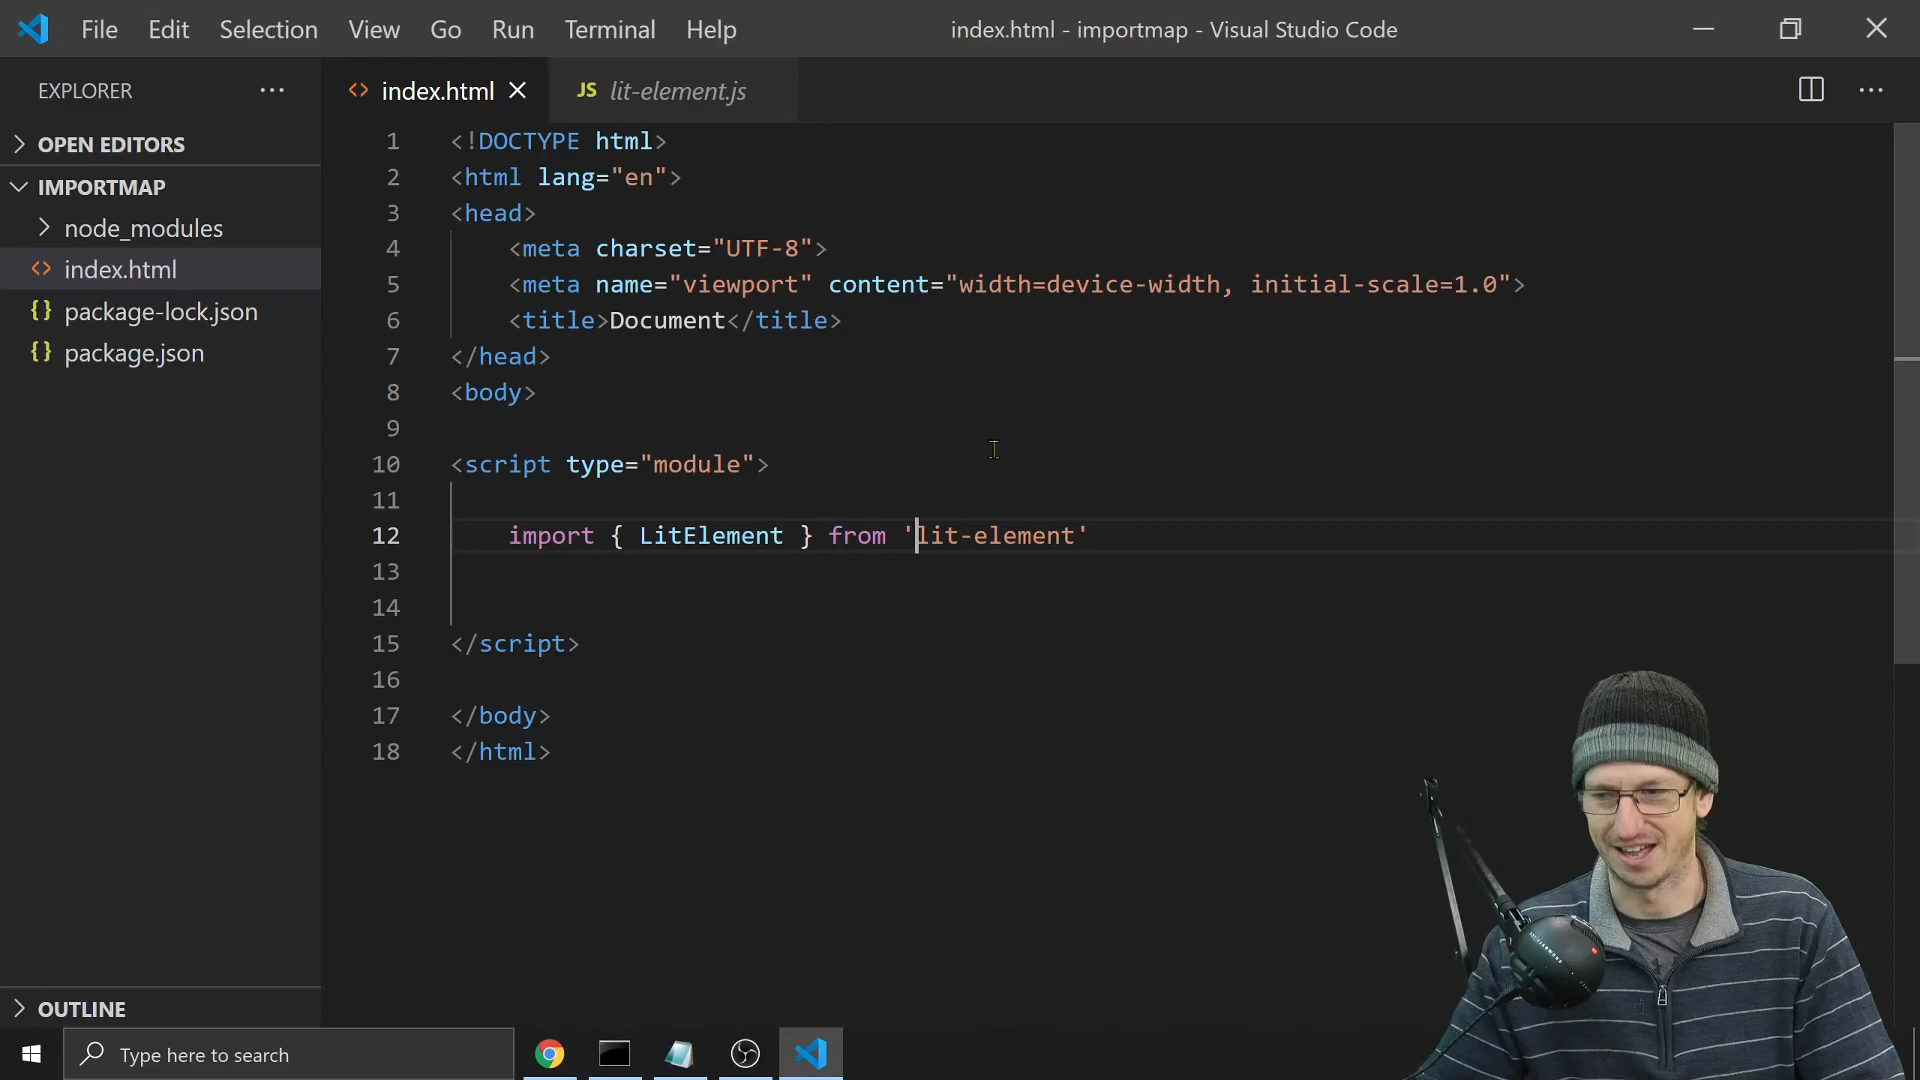 File Edit Selection View Go Run Terminal Help
index.html - importmap - Visual Studio Code
EXPLORER
index.html
JS lit-element.js
OPEN EDITORS
IMPORTMAP
node_modules
index.html
{} package-lock.json
{} package.json
1 <!DOCTYPE html>
2 <html lang="en">
3 <head>
4 <meta charset="UTF-8">
5 <meta name="viewport" content="width=device-width, initial-scale=1.0">
6 <title>Document</title>
7 </head>
8 <body>
9
10 <script type="module">
11
12 import { LitElement } from 'lit-element'
13
14
15 </script>
16
17 </body>
18 </html>
OUTLINE
Type here to search